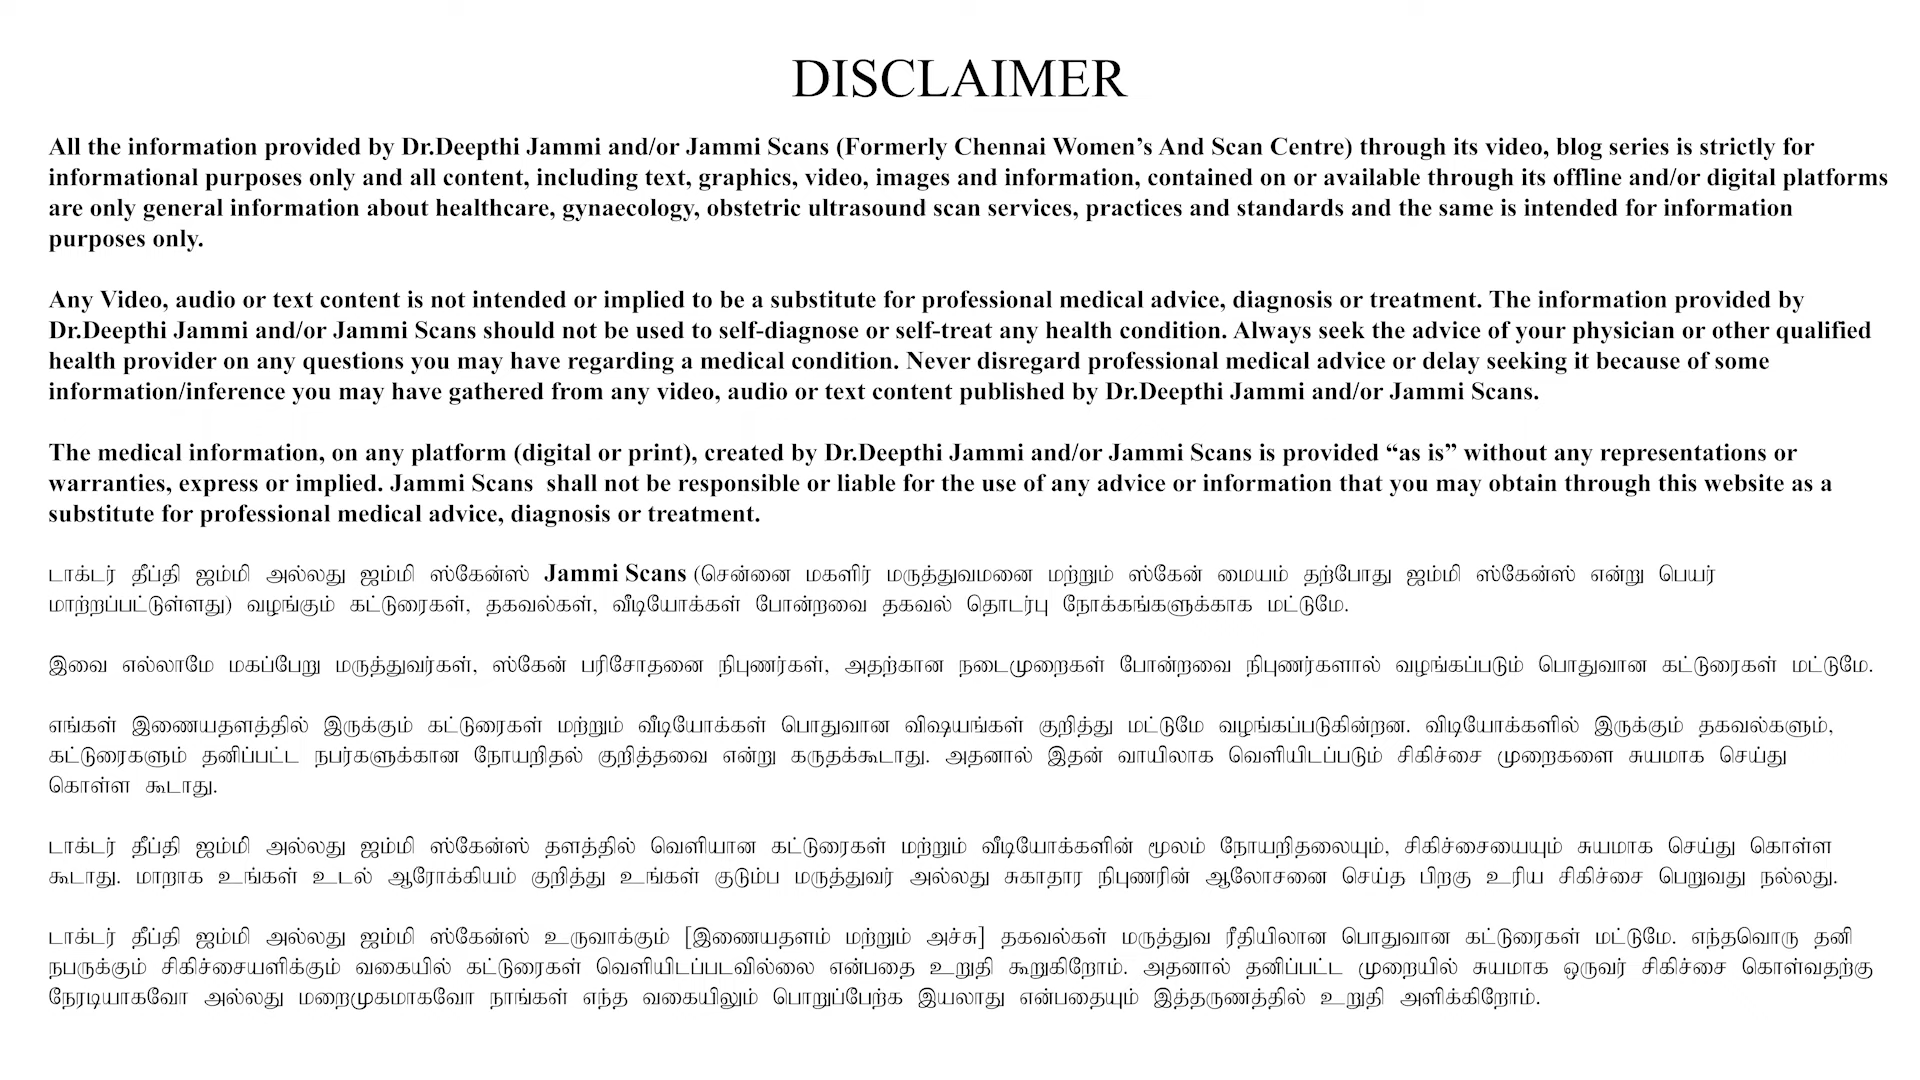 DISCLAIMER
All the information provided by Dr.Deepthi Jammi and/or Jammi Scans (Formerly Chennai Women’s And Scan Centre) through its video, blog series is strictly for
informational purposes only and all content, including text, graphics, video, images and information, contained on or available through its offline and/or digital platforms
are only general information about healthcare, gynaecology, obstetric ultrasound scan services, practices and standards and the same is intended for information
purposes only.
Any Video, audio or text content is not intended or implied to be a substitute for professional medical advice, diagnosis or treatment. The information provided by
Dr.Deepthi Jammi and/or Jammi Scans should not be used to self-diagnose or self-treat any health condition. Always seek the advice of your physician or other qualified
health provider on any questions you may have regarding a medical condition. Never disregard professional medical advice or delay seeking it because of some
information/inference you may have gathered from any video, audio or text content published by Dr.Deepthi Jammi and/or Jammi Scans.
The medical information, on any platform (digital or print), created by Dr.Deepthi Jammi and/or Jammi Scans is provided “as is” without any representations or
warranties, express or implied. Jammi Scans  shall not be responsible or liable for the use of any advice or information that you may obtain through this website as a
substitute for professional medical advice, diagnosis or treatment.
டாக்டர் தீப்தி ஜம்மி அல்லது ஜம்மி ஸ்கேன்ஸ் Jammi Scans (சென்னை மகளிர் மருத்துவமனை மற்றும் ஸ்கேன் மையம் தற்போது ஜம்மி ஸ்கேன்ஸ் என்று பெயர்
மாற்றப்பட்டுள்ளது) வழங்கும் கட்டுரைகள், தகவல்கள், வீடியோக்கள் போன்றவை தகவல் தொடர்பு நோக்கங்களுக்காக மட்டுமே.
இவை எல்லாமே மகப்பேறு மருத்துவர்கள், ஸ்கேன் பரிசோதனை நிபுணர்கள், அதற்கான நடைமுறைகள் போன்றவை நிபுணர்களால் வழங்கப்படும் பொதுவான கட்டுரைகள் மட்டுமே.
எங்கள் இணையதளத்தில் இருக்கும் கட்டுரைகள் மற்றும் வீடியோக்கள் பொதுவான விஷயங்கள் குறித்து மட்டுமே வழங்கப்படுகின்றன. விடியோக்களில் இருக்கும் தகவல்களும்,
கட்டுரைகளும் தனிப்பட்ட நபர்களுக்கான நோயறிதல் குறித்தவை என்று கருதக்கூடாது. அதனால் இதன் வாயிலாக வெளியிடப்படும் சிகிச்சை முறைகளை சுயமாக செய்து
கொள்ள கூடாது.
டாக்டர் தீப்தி ஜம்மி அல்லது ஜம்மி ஸ்கேன்ஸ் தளத்தில் வெளியான கட்டுரைகள் மற்றும் வீடியோக்களின் மூலம் நோயறிதலையும், சிகிச்சையையும் சுயமாக செய்து கொள்ள
கூடாது. மாறாக உங்கள் உடல் ஆரோக்கியம் குறித்து உங்கள் குடும்ப மருத்துவர் அல்லது சுகாதார நிபுணரின் ஆலோசனை செய்த பிறகு உரிய சிகிச்சை பெறுவது நல்லது.
டாக்டர் தீப்தி ஜம்மி அல்லது ஜம்மி ஸ்கேன்ஸ் உருவாக்கும் [இணையதளம் மற்றும் அச்சு] தகவல்கள் மருத்துவ ரீதியிலான பொதுவான கட்டுரைகள் மட்டுமே. எந்தவொரு தனி
நபருக்கும் சிகிச்சையளிக்கும் வகையில் கட்டுரைகள் வெளியிடப்படவில்லை என்பதை உறுதி கூறுகிறோம். அதனால் தனிப்பட்ட முறையில் சுயமாக ஒருவர் சிகிச்சை கொள்வதற்கு
நேரடியாகவோ அல்லது மறைமுகமாகவோ நாங்கள் எந்த வகையிலும் பொறுப்பேற்க இயலாது என்பதையும் இத்தருணத்தில் உறுதி அளிக்கிறோம்.